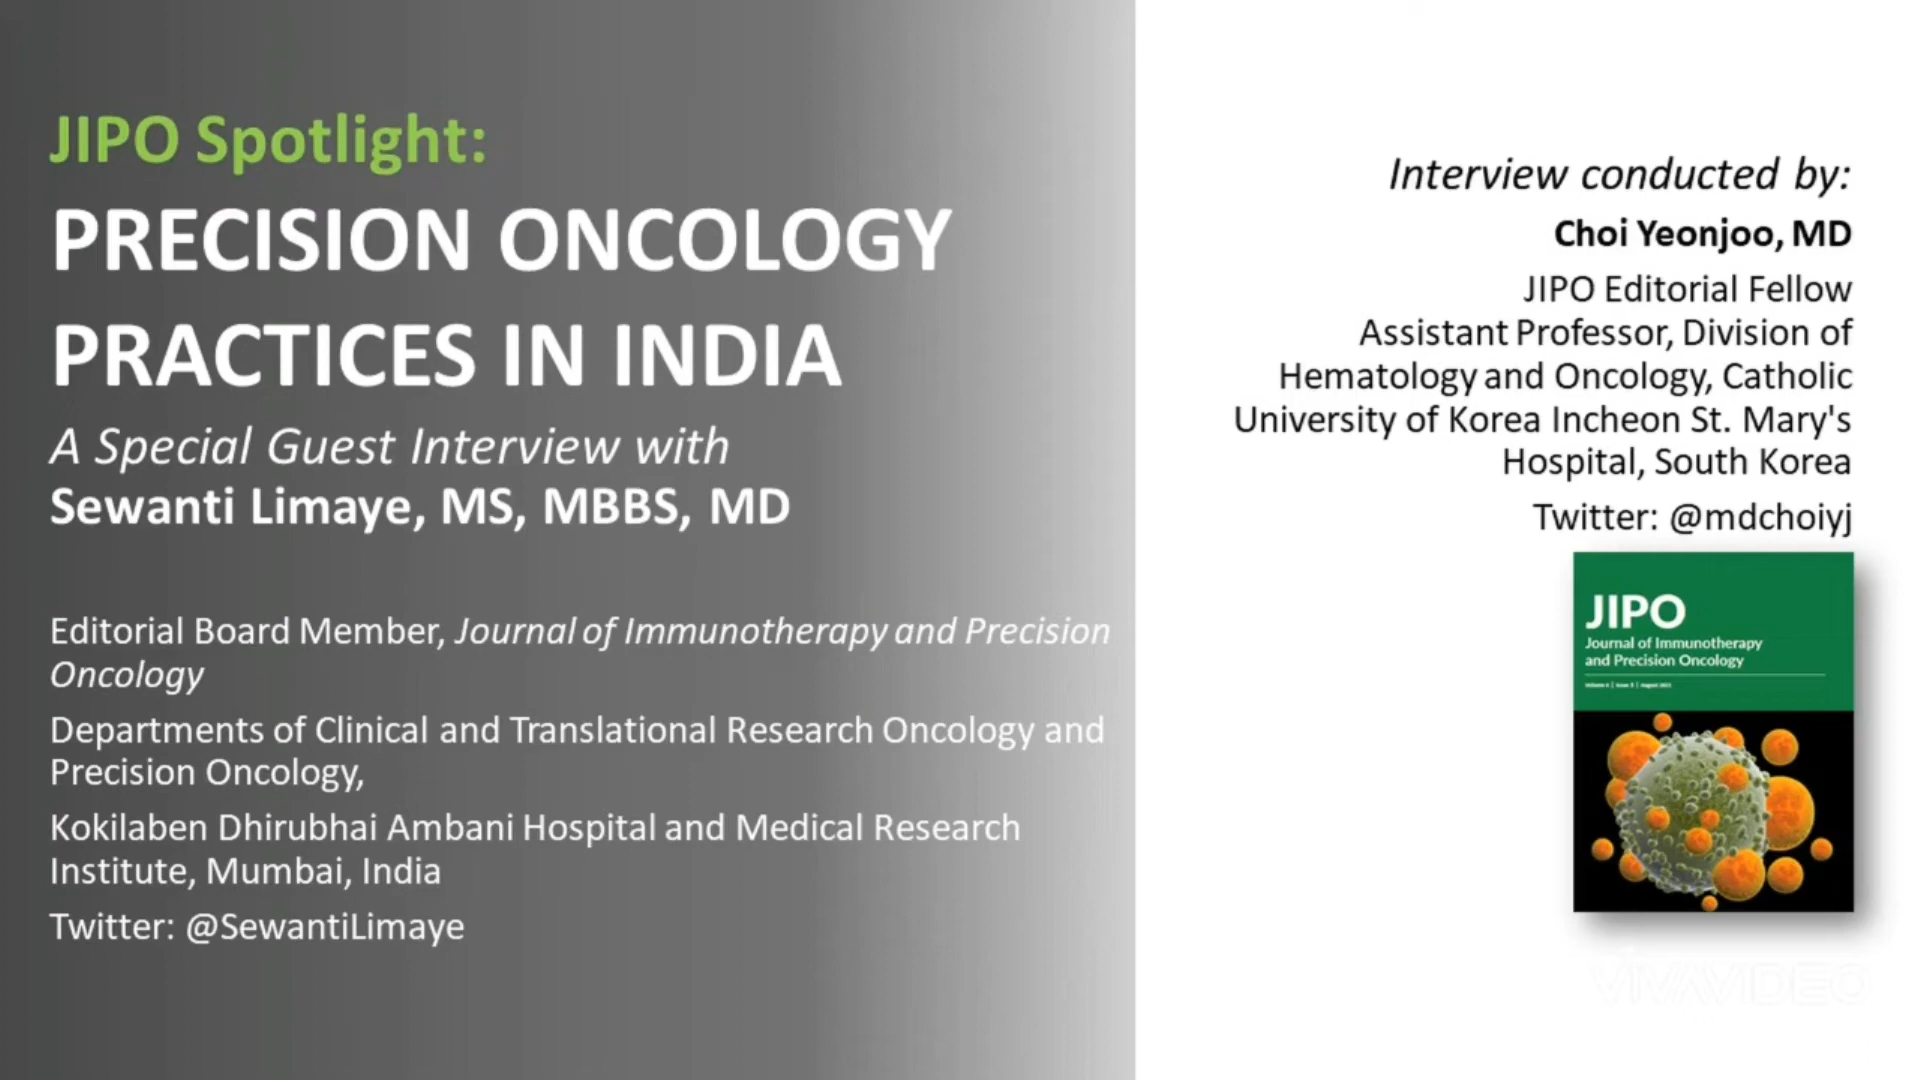 JIPO Spotlight:
PRECISION ONCOLOGY
PRACTICES IN INDIA
A Special Guest Interview with
Sewanti Limaye, MS, MBBS, MD
Editorial Board Member, Journal of Immunotherapy and Precision
Oncology
Departments of Clinical and Translational Research Oncology and
Precision Oncology,
Kokilaben Dhirubhai Ambani Hospital and Medical Research
Institute, Mumbai, India
Twitter: @SewantiLimaye
Interview conducted by:
Choi Yeonjoo, MD
JIPO Editorial Fellow
Assistant Professor, Division of
Hematology and Oncology, Catholic
University of Korea Incheon St. Mary's
Hospital, South Korea
Twitter: @mdchoiyj
JIPO
Journal of Immunotherapy
and Precision Oncology
VIVAVIDEO